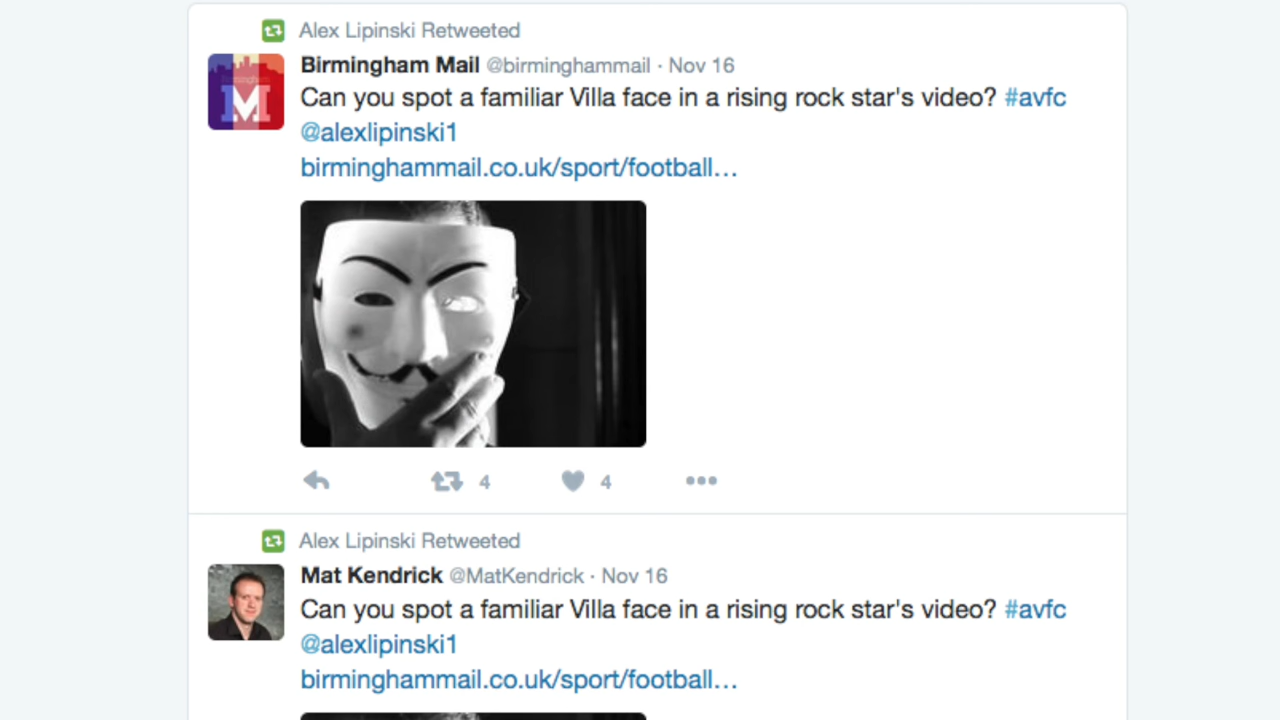 Alex Lipinski Retweeted
Birmingham Mail @birminghammail · Nov 16
Can you spot a familiar Villa face in a rising rock star's video? #avfc
@alexlipinski1
birminghammail.co.uk/sport/football…
4 4
Alex Lipinski Retweeted
Mat Kendrick @MatKendrick · Nov 16
Can you spot a familiar Villa face in a rising rock star's video? #avfc
@alexlipinski1
birminghammail.co.uk/sport/football…